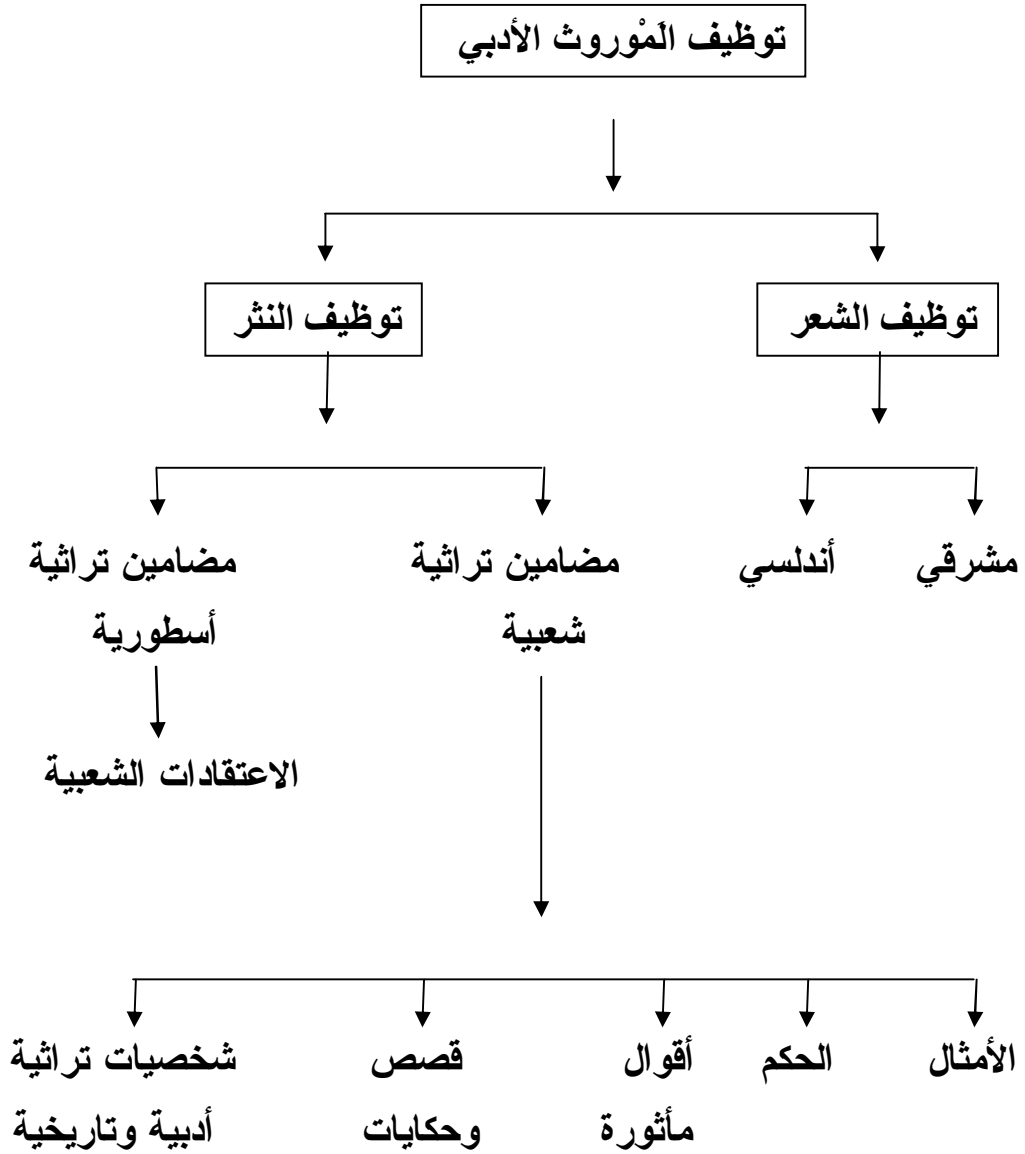 توظيف الَمْوروث الأدبي
توظيف الشعر
توظيف النثر
مشرقي
أندلسي
مضامين تراثية
شعبية
مضامين تراثية
أسطورية
الاعتقادات الشعبية
الأمثال
الحكم
أقوال
مأثورة
قصص
وحكايات
شخصيات تراثية
أدبية وتاريخية